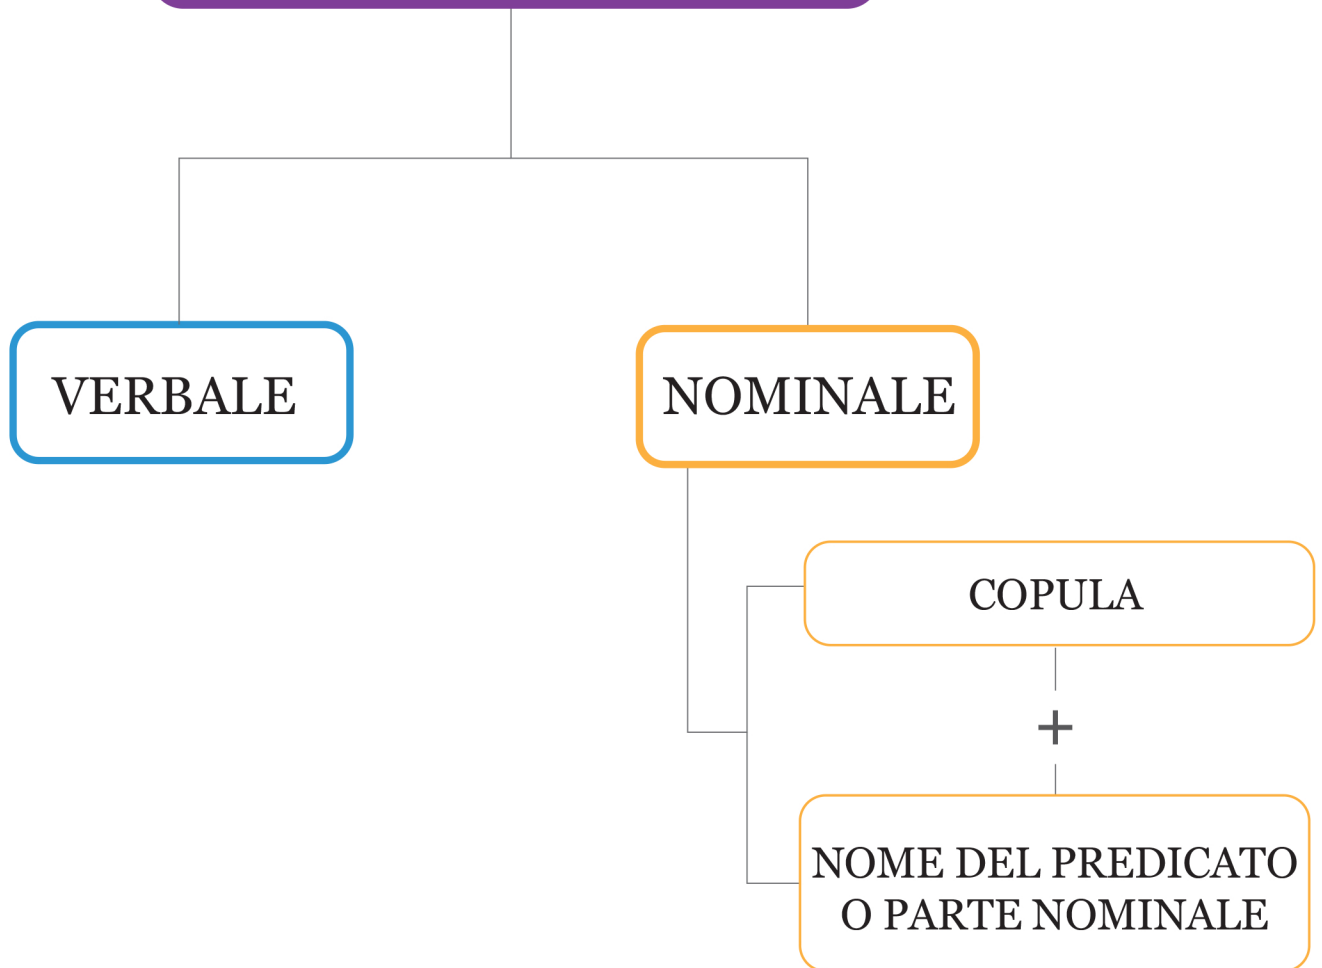 VERBALE
NOMINALE
COPULA
+
NOME DEL PREDICATO
O PARTE NOMINALE